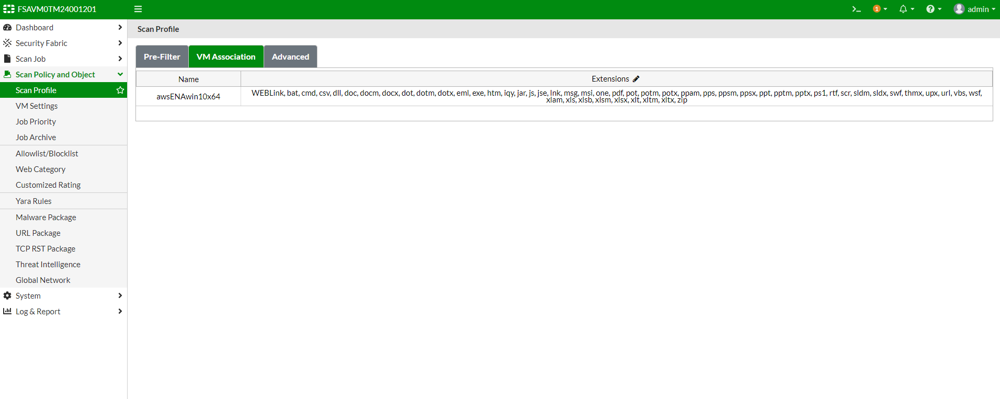 FSAVM0TM24001201
1
admin
Dashboard
Security Fabric
Scan Job
Scan Policy and Object
Scan Profile
VM Settings
Job Priority
Job Archive
Allowlist/Blocklist
Web Category
Customized Rating
Yara Rules
Malware Package
URL Package
TCP RST Package
Threat Intelligence
Global Network
System
Log & Report
Scan Profile
Pre-Filter
VM Association
Advanced
Name
Extensions
awsENAwin10x64
WEBLink, bat, cmd, csv, dll, doc, docm, docx, dot, dotm, dotx, eml, exe, htm, iqy, jar, js, jse, lnk, msg, msi, one, pdf, pot, potm, potx, ppam, pps, ppsm, ppsx, ppt, pptm, pptx, ps1, rtf, scr, sldm, sldx, swf, thmx, upx, url, vbs, wsf,
xlam, xls, xlsb, xlsm, xlsx, xlt, xltm, xltx, zip